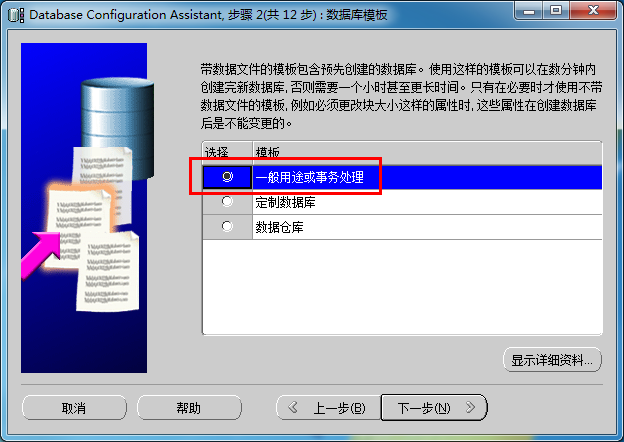 Database Configuration Assistant, 步骤 2(共 12 步) : 数据库模板
带数据文件的模板包含预先创建的数据库。使用这样的模板可以在数分钟内
创建完新数据库, 否则需要一个小时甚至更长时间。只有在必要时才使用不带
数据文件的模板, 例如必须更改块大小这样的属性时, 这些属性在创建数据库
后是不能变更的。
选择 模板
一般用途或事务处理
定制数据库
数据仓库
显示详细资料...
取消 帮助 上一步(B) 下一步(N)